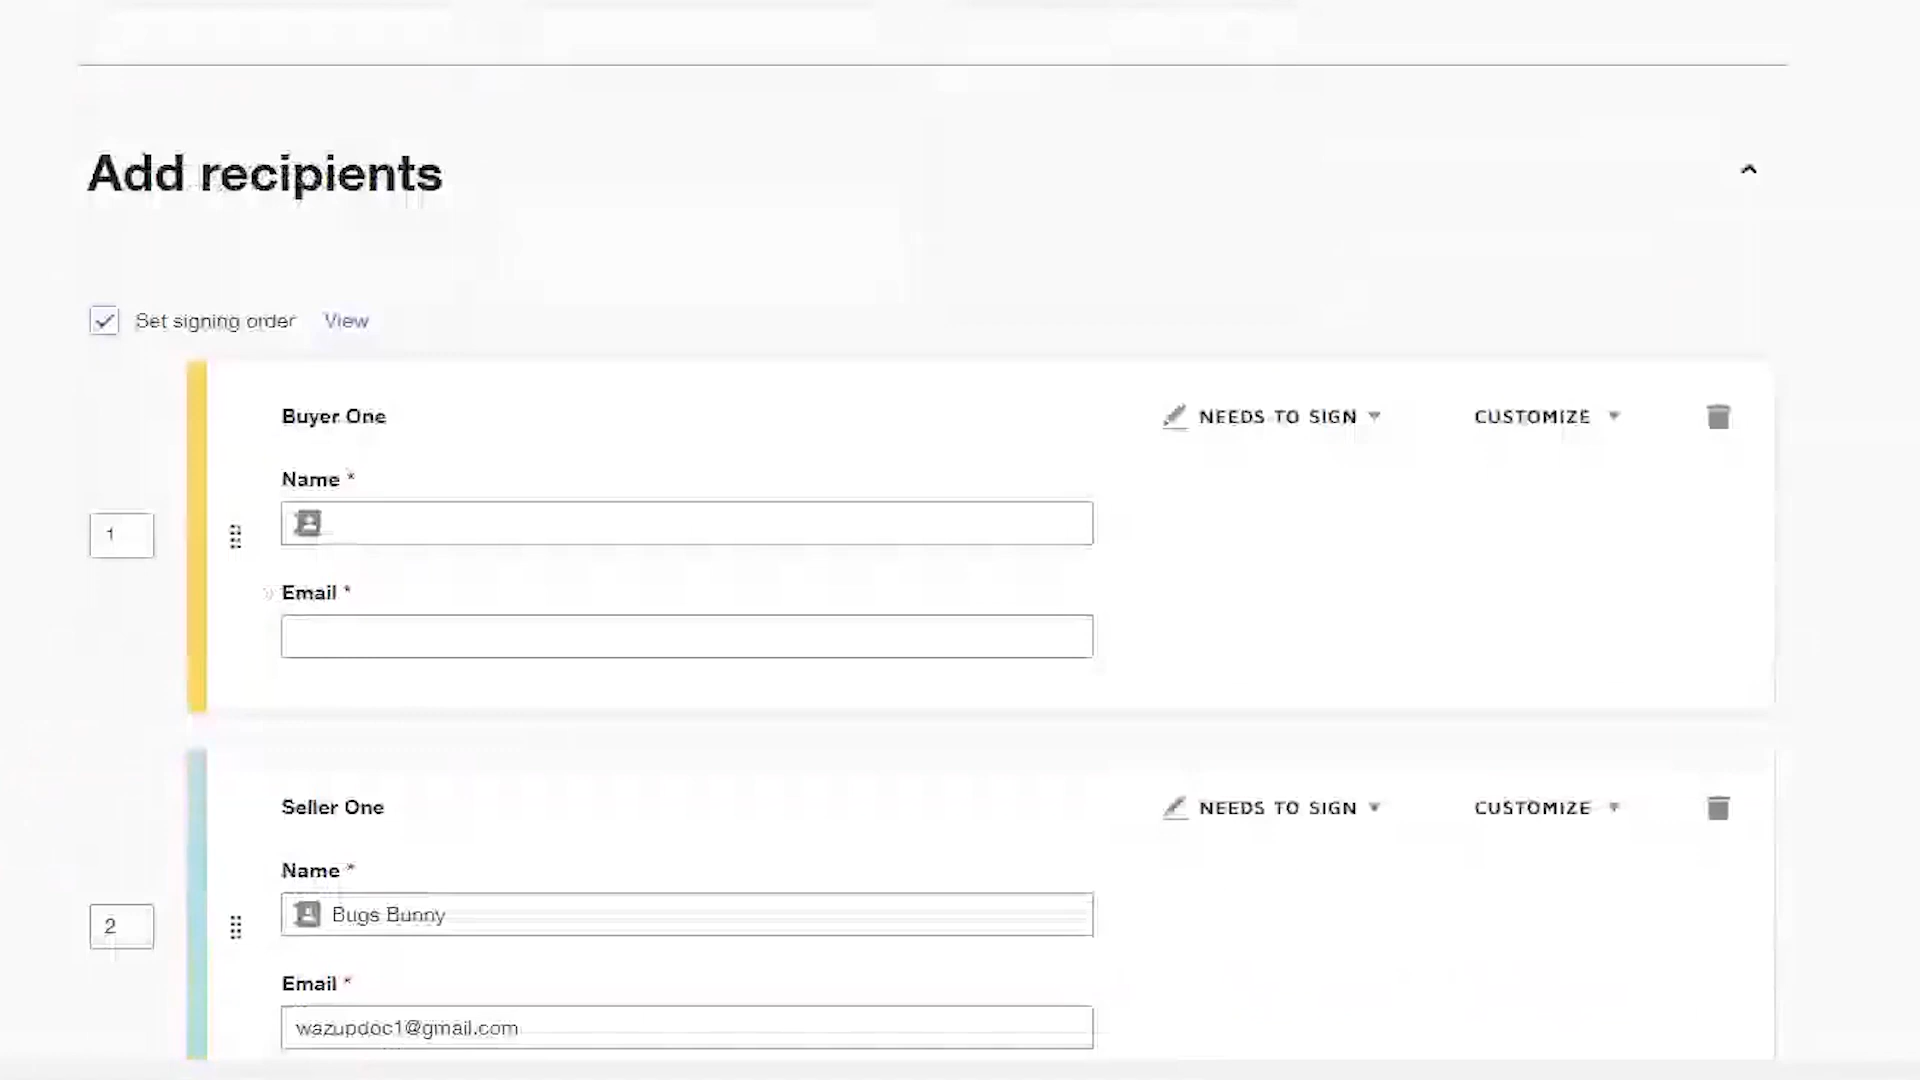 Add recipients
Set signing order View
Buyer One NEEDS TO SIGN CUSTOMIZE
Name *
1
Email *
Seller One NEEDS TO SIGN CUSTOMIZE
Name *
2 Bugs Bunny
Email *
wazupdoc1@gmail.com